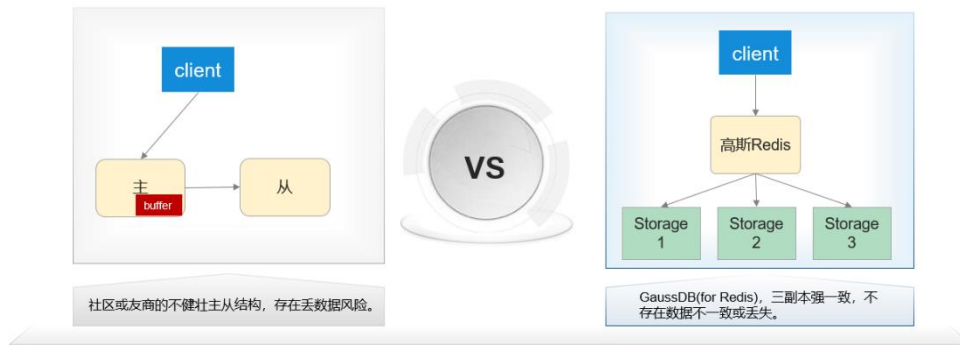 client
主
buffer
从
社区或友商的不健壮主从结构，存在丢数据风险。
VS
client
高斯Redis
Storage
1
Storage
2
Storage
3
GaussDB(for Redis)，三副本强一致，不
存在数据不一致或丢失。